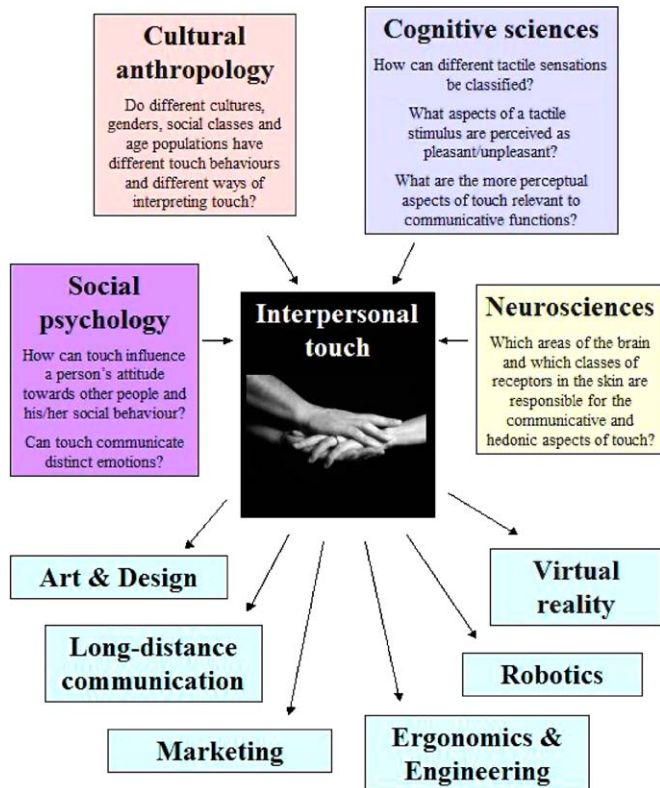 Cultural
anthropology
Do different cultures,
genders, social classes and
age populations have
different touch behaviours
and different ways of
interpreting touch?
Cognitive sciences
How can different tactile sensations
be classified?
What aspects of a tactile
stimulus are perceived as
pleasant/unpleasant?
What are the more perceptual
aspects of touch relevant to
communicative functions?
Social
psychology
How can touch influence
a person's attitude
towards other people and
his/her social behaviour?
Can touch communicate
distinct emotions?
Interpersonal
touch
Neurosciences
Which areas of the brain
and which classes of
receptors in the skin are
responsible for the
communicative and
hedonic aspects of touch?
Art & Design
Long-distance
communication
Marketing
Ergonomics &
Engineering
Robotics
Virtual
reality